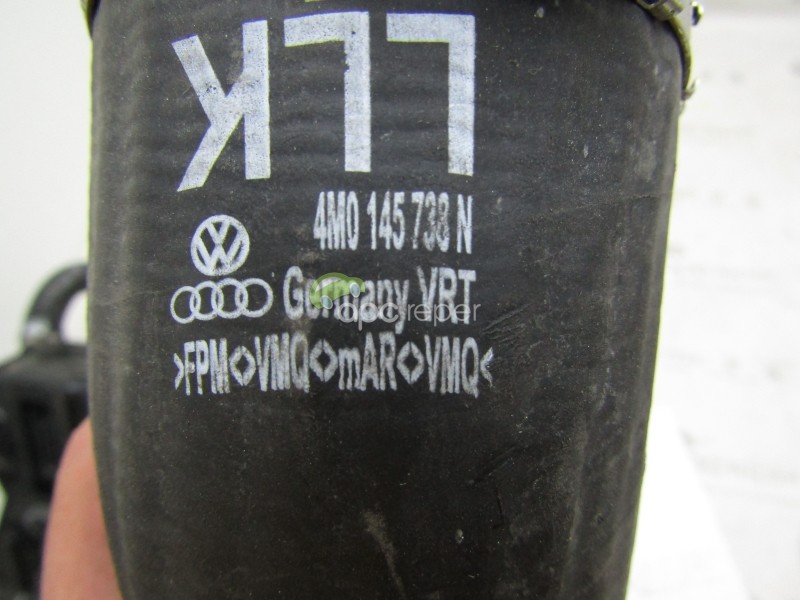 LLK
4M0 145 738 N
Germany VRT
>FPM<>VMQ<>mAR<>VMQ<